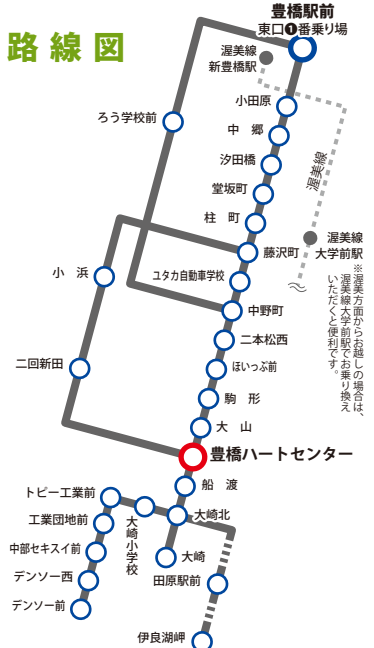 路線図
豊橋駅前
東口❶番乗り場
渥美線
新豊橋駅
小田原
ろう学校前
中郷
汐田橋
渥美線
堂坂町
柱町
渥美線
大学前駅
藤沢町
小浜
ユタカ自動車学校
※渥美方面からお越しの場合は、
渥美線大学前駅でお乗り換え
いただくと便利です。
中野町
二本松西
二回新田
ほいっぷ前
駒形
大山
豊橋ハートセンター
船渡
トピー工業前
大崎北
工業団地前
大崎小学校
中部セキスイ前
大崎
デンソー西
田原駅前
デンソー前
伊良湖岬